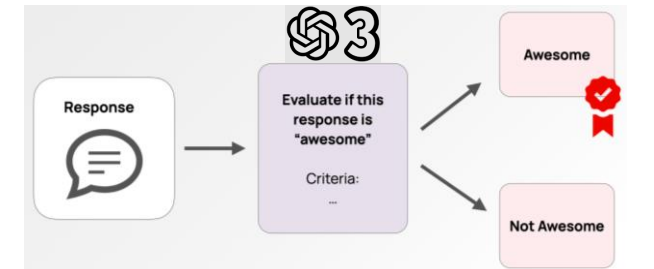 3
Response
Evaluate if this
response is
“awesome”
Criteria:
...
Awesome
Not Awesome